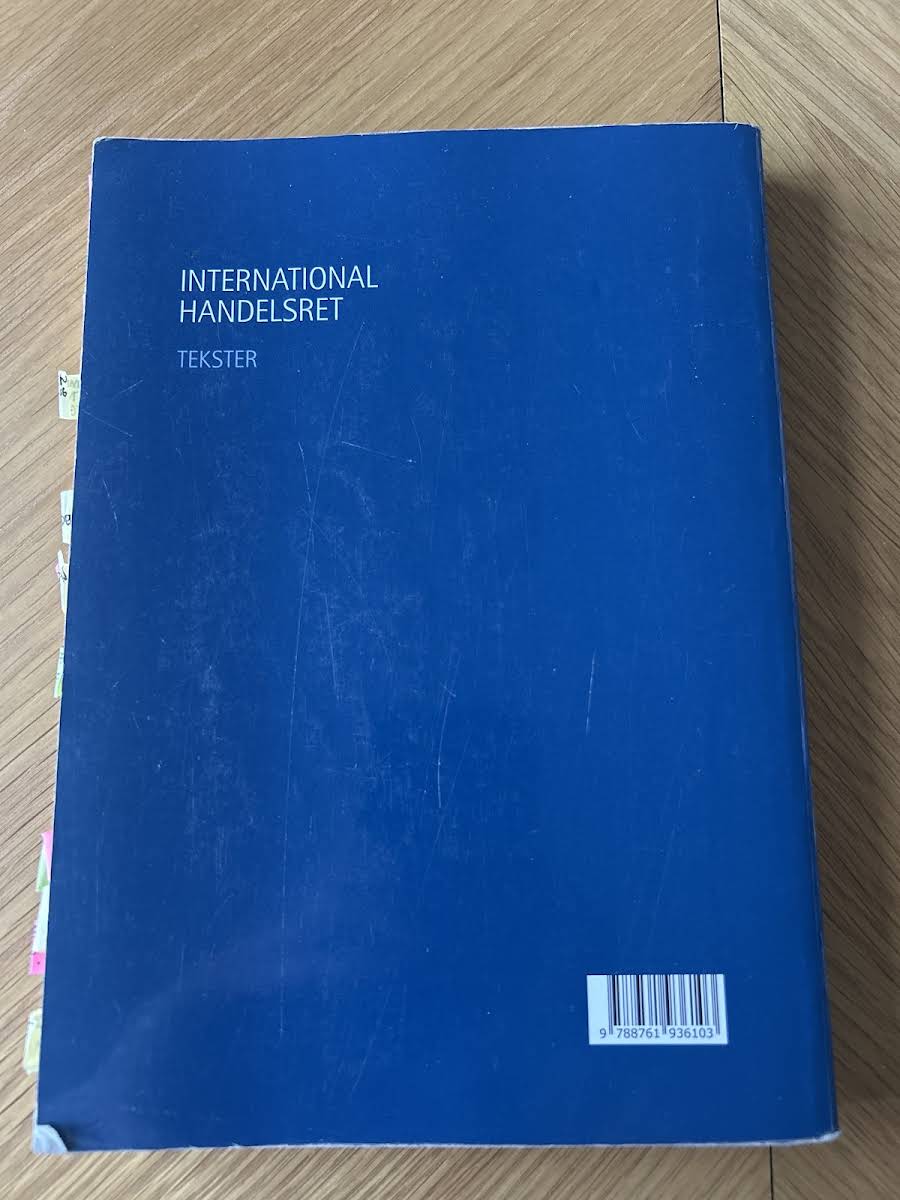 INTERNATIONAL
HANDELSRET
TEKSTER
9 788761 936103